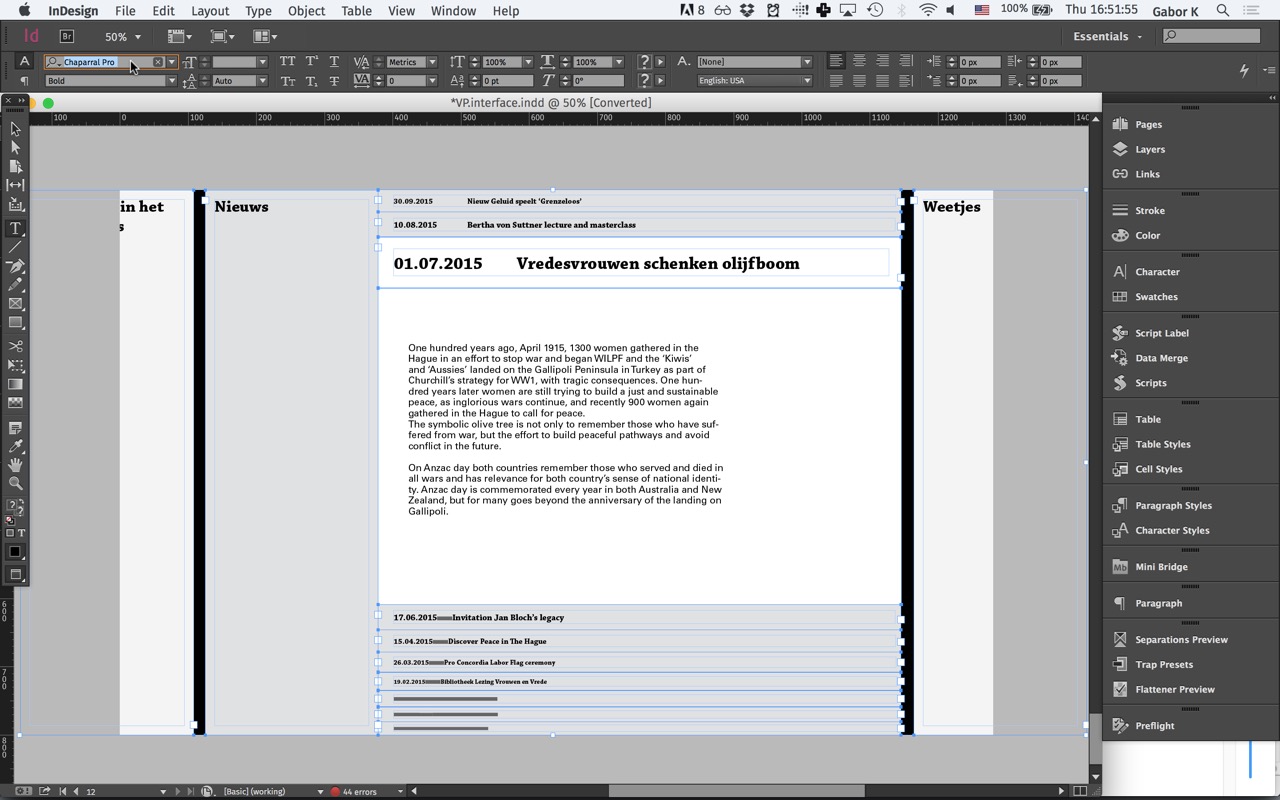 InDesign File Edit Layout Type Object Table View Window Help 8 100% Thu 16:51:55 Gabor K
Id Br 50% Essentials
A Chaparral Pro Metrics 100% 100% A. [None] 0 px 0 px
Bold Auto 0 0 pt 0° English: USA 0 px 0 px
*VP.interface.indd @ 50% [Converted]
100 0 100 200 300 400 500 600 700 800 900 1000 1100 1200 1300 140
in het
s
Nieuws
30.09.2015 Nieuw Geluid speelt 'Grenzeloos'
10.08.2015 Bertha von Suttner lecture and masterclass
01.07.2015 Vredesvrouwen schenken olijfboom
One hundred years ago, April 1915, 1300 women gathered in the
Hague in an effort to stop war and began WILPF and the ‘Kiwis’
and ‘Aussies’ landed on the Gallipoli Peninsula in Turkey as part of
Churchill’s strategy for WW1, with tragic consequences. One hun-
dred years later women are still trying to build a just and sustainable
peace, as inglorious wars continue, and recently 900 women again
gathered in the Hague to call for peace.
The symbolic olive tree is not only to remember those who have suf-
fered from war, but the effort to build peaceful pathways and avoid
conflict in the future.
On Anzac day both countries remember those who served and died in
all wars and has relevance for both country’s sense of national identi-
ty. Anzac day is commemorated every year in both Australia and New
Zealand, but for many goes beyond the anniversary of the landing on
Gallipoli.
17.06.2015 Invitation Jan Bloch’s legacy
15.04.2015 Discover Peace in The Hague
26.03.2015 Pro Concordia Labor Flag ceremony
19.02.2015 Bibliotheek Lezing Vrouwen en Vrede
Weetjes
Pages
Layers
Links
Stroke
Color
Character
Swatches
Script Label
Data Merge
Scripts
Table
Table Styles
Cell Styles
Paragraph Styles
Character Styles
Mb Mini Bridge
Paragraph
Separations Preview
Trap Presets
Flattener Preview
Preflight
600
700
800
12 [Basic] (working) 44 errors